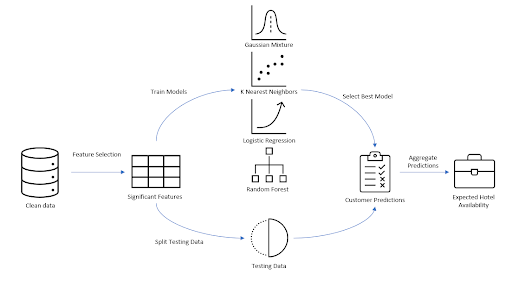 Gaussian Mixture
Train Models
K Nearest Neighbors
Select Best Model
Logistic Regression
Feature Selection
Aggregate
Predictions
Clean data
Significant Features
Random Forest
Customer Predictions
Expected Hotel
Availability
Split Testing Data
Testing Data